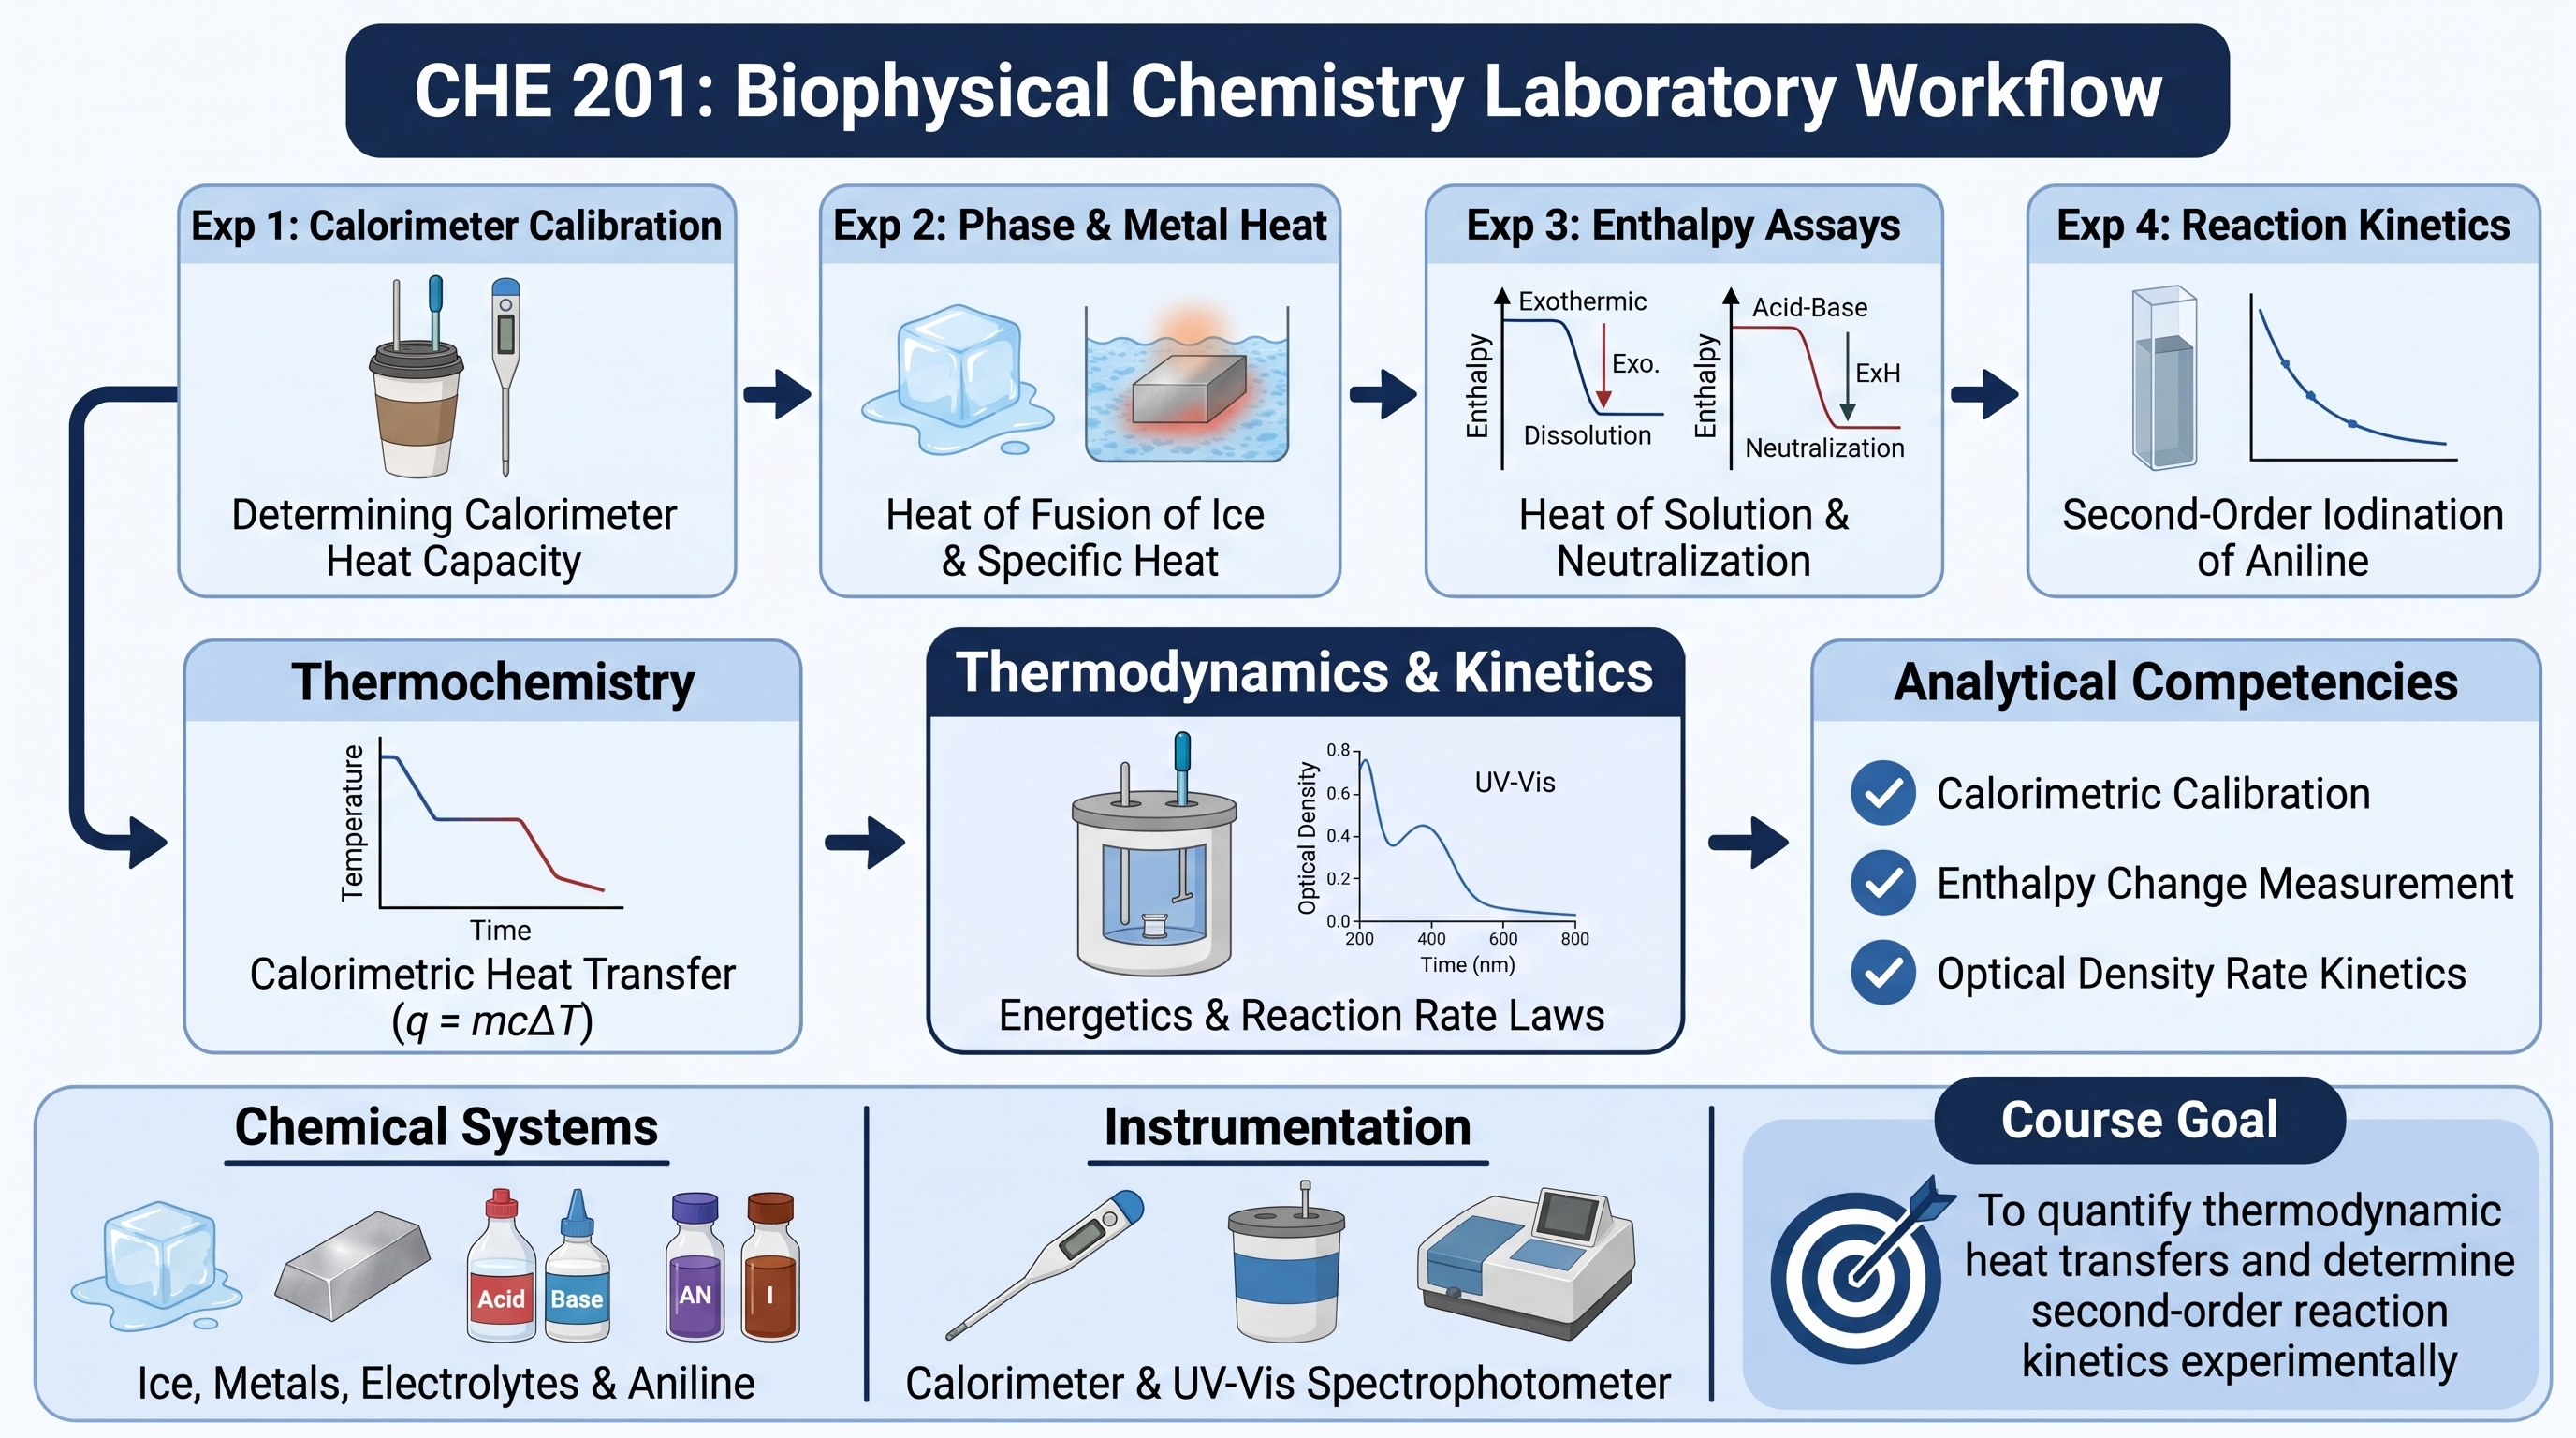 CHE 201: Biophysical Chemistry Laboratory Workflow
Exp 1: Calorimeter Calibration
Determining Calorimeter
Heat Capacity
Exp 2: Phase & Metal Heat
Heat of Fusion of Ice
& Specific Heat
Exp 3: Enthalpy Assays
Enthalpy
Exothermic
Exo.
Dissolution
Enthalpy
Acid-Base
ExH
Neutralization
Heat of Solution &
Neutralization
Exp 4: Reaction Kinetics
Second-Order Iodination
of Aniline
Thermochemistry
Temperature
Time
Calorimetric Heat Transfer
(q = mcΔT)
Thermodynamics & Kinetics
Optical Density
0.8
0.6
0.4
0.2
0.0
UV-Vis
200 400 600 800
Time (nm)
Energetics & Reaction Rate Laws
Analytical Competencies
Calorimetric Calibration
Enthalpy Change Measurement
Optical Density Rate Kinetics
Chemical Systems
Acid
Base
AN
I
Ice, Metals, Electrolytes & Aniline
Instrumentation
Calorimeter & UV-Vis Spectrophotometer
Course Goal
To quantify thermodynamic
heat transfers and determine
second-order reaction
kinetics experimentally